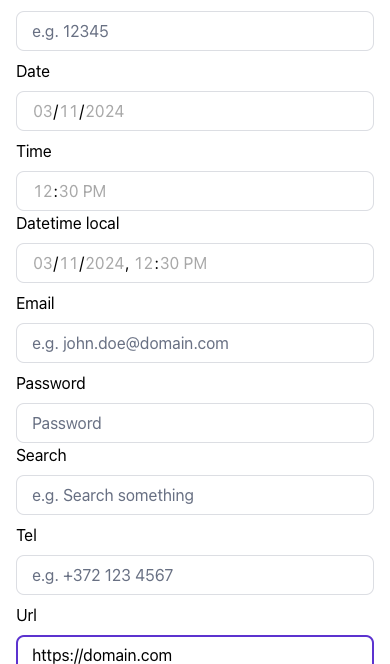 e.g. 12345
Date
03/11/2024
Time
12:30 PM
Datetime local
03/11/2024, 12:30 PM
Email
e.g. john.doe@domain.com
Password
Password
Search
e.g. Search something
Tel
e.g. +372 123 4567
Url
https://domain.com